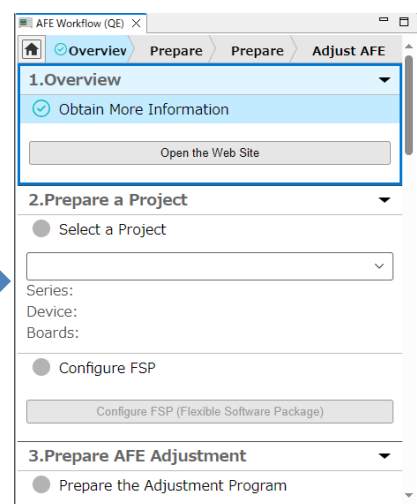 AFE Workflow (QE)
Overview Prepare Prepare Adjust AFE
1.Overview
Obtain More Information
Open the Web Site
2.Prepare a Project
Select a Project
Series:
Device:
Boards:
Configure FSP
Configure FSP (Flexible Software Package)
3.Prepare AFE Adjustment
Prepare the Adjustment Program